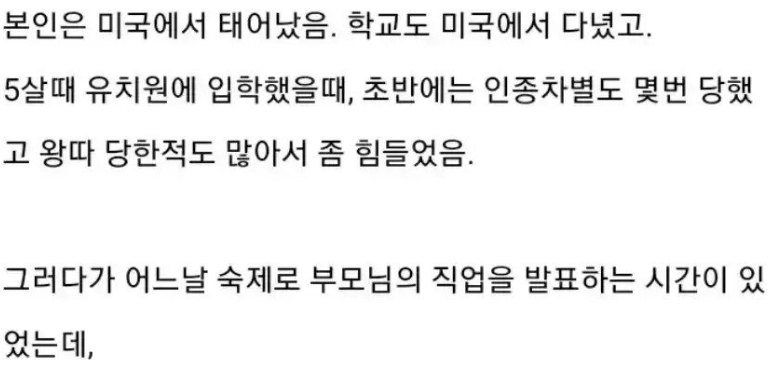 본인은 미국에서 태어났음. 학교도 미국에서 다녔고.
5살때 유치원에 입학했을때, 초반에는 인종차별도 몇번 당했
고 왕따 당한적도 많아서 좀 힘들었음.
그러다가 어느날 숙제로 부모님의 직업을 발표하는 시간이 있
었는데,